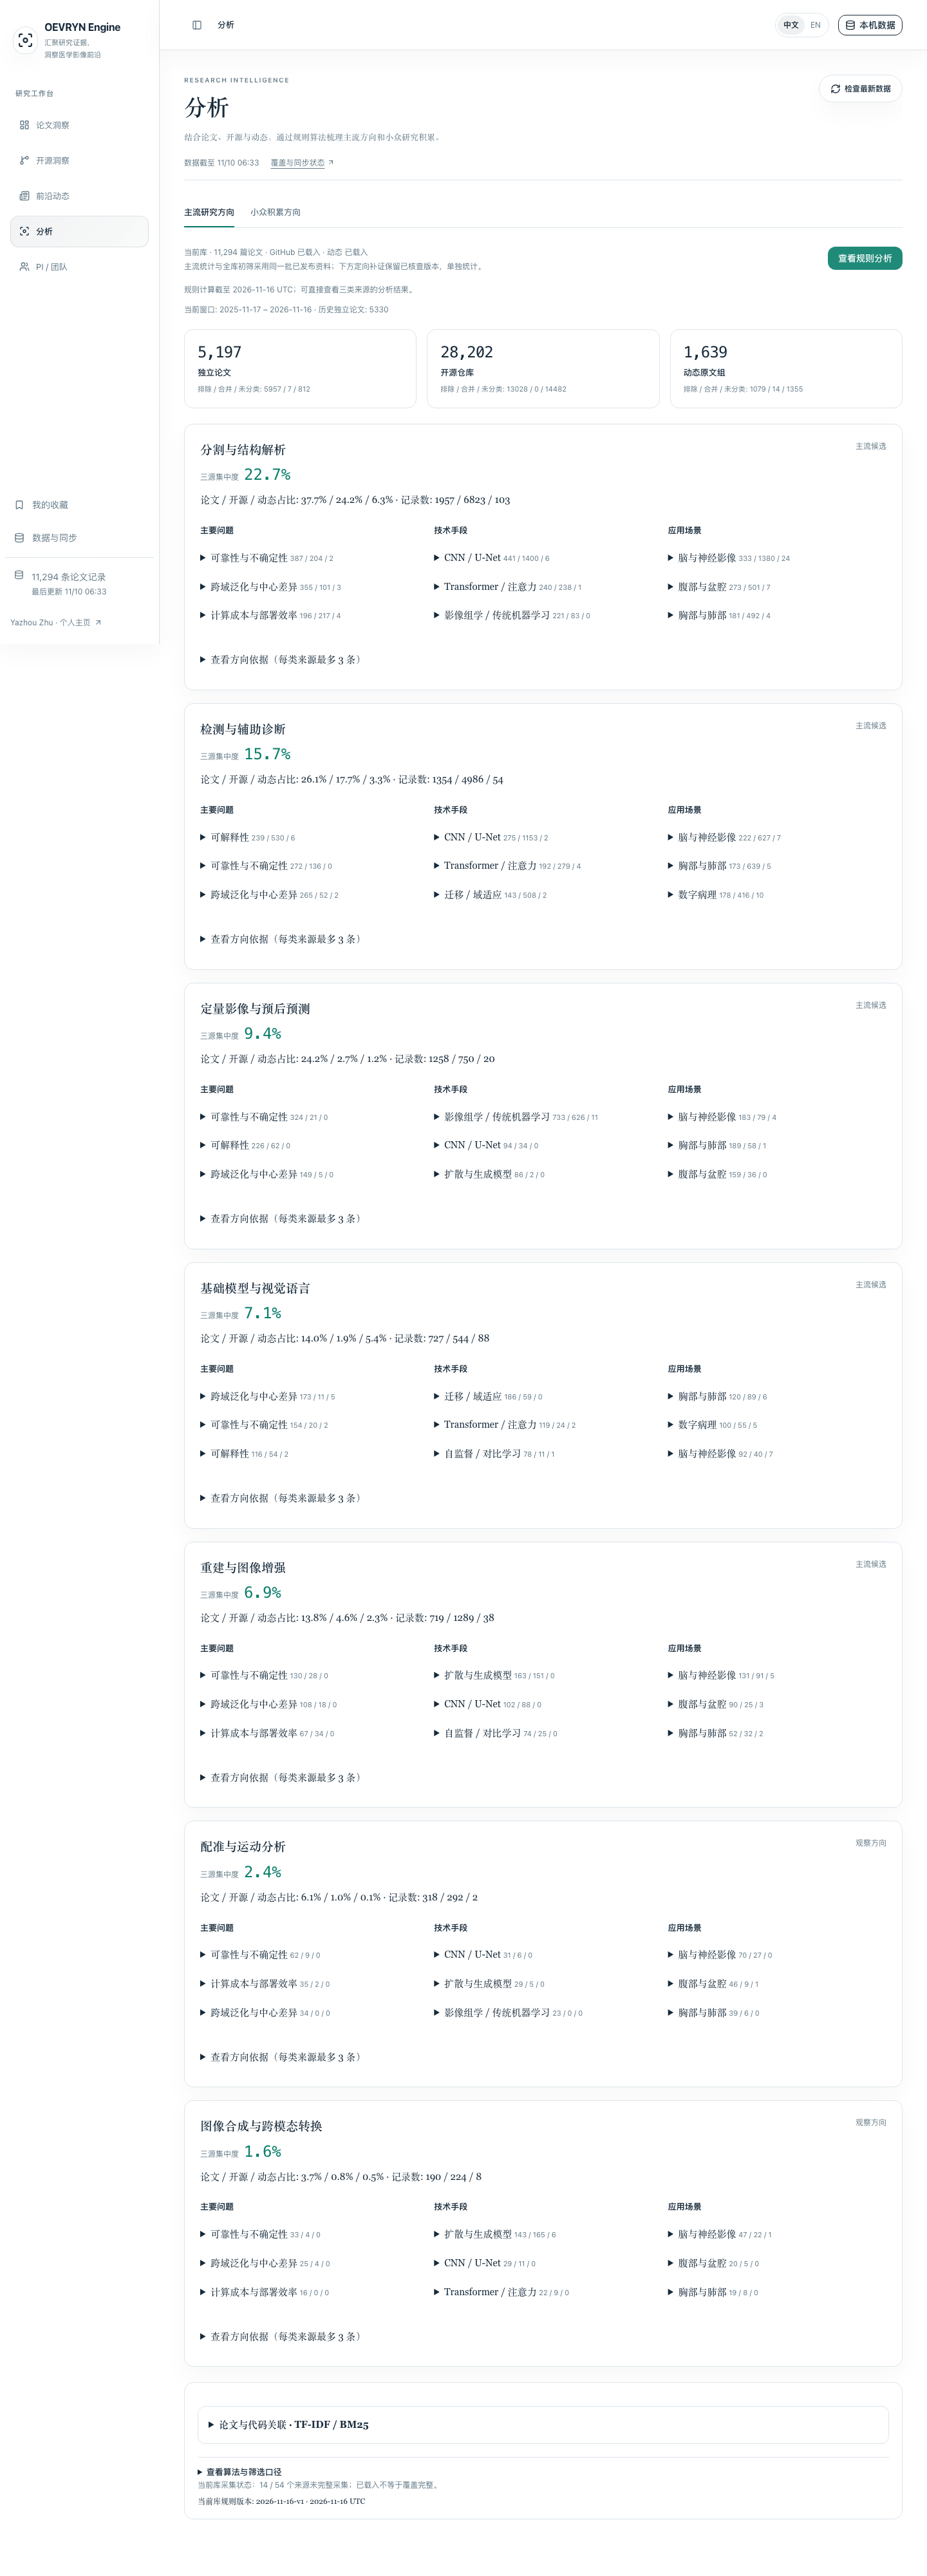 OEVRYN Engine
汇聚研究证据，
洞察医学影像前沿
研究工作台
论文洞察
开源洞察
前沿动态
分析
PI / 团队
我的收藏
数据与同步
11,294 条论文记录
最后更新 11/10 06:33
Yazhou Zhu · 个人主页 ↗
分析
中文 EN
本机数据
RESEARCH INTELLIGENCE
分析
检查最新数据
结合论文、开源与动态，通过规则算法梳理主流方向和小众研究积累。
数据截至 11/10 06:33 覆盖与同步状态 ↗
主流研究方向 小众积累方向
当前库 · 11,294 篇论文 · GitHub 已载入 · 动态 已载入
主流统计与全库初筛采用同一批已发布资料；下方定向补证保留已核查版本，单独统计。
查看规则分析
规则计算截至 2026-11-16 UTC；可直接查看三类来源的分析结果。
当前窗口: 2025-11-17 – 2026-11-16 · 历史独立论文: 5330
5,197
独立论文
排除 / 合并 / 未分类: 5957 / 7 / 812
28,202
开源仓库
排除 / 合并 / 未分类: 13028 / 0 / 14482
1,639
动态原文组
排除 / 合并 / 未分类: 1079 / 14 / 1355
分割与结构解析 主流候选
三源集中度 22.7%
论文 / 开源 / 动态占比: 37.7% / 24.2% / 6.3% · 记录数: 1957 / 6823 / 103
主要问题 技术手段 应用场景
▶ 可靠性与不确定性 387 / 204 / 2 ▶ CNN / U-Net 441 / 1400 / 6 ▶ 脑与神经影像 333 / 1380 / 24
▶ 跨域泛化与中心差异 355 / 101 / 3 ▶ Transformer / 注意力 240 / 238 / 1 ▶ 腹部与盆腔 273 / 501 / 7
▶ 计算成本与部署效率 196 / 217 / 4 ▶ 影像组学 / 传统机器学习 221 / 83 / 0 ▶ 胸部与肺部 181 / 492 / 4
▶ 查看方向依据（每类来源最多 3 条）
检测与辅助诊断 主流候选
三源集中度 15.7%
论文 / 开源 / 动态占比: 26.1% / 17.7% / 3.3% · 记录数: 1354 / 4986 / 54
主要问题 技术手段 应用场景
▶ 可解释性 239 / 530 / 6 ▶ CNN / U-Net 275 / 1153 / 2 ▶ 脑与神经影像 222 / 627 / 7
▶ 可靠性与不确定性 272 / 136 / 0 ▶ Transformer / 注意力 192 / 279 / 4 ▶ 胸部与肺部 173 / 639 / 5
▶ 跨域泛化与中心差异 265 / 52 / 2 ▶ 迁移 / 域适应 143 / 508 / 2 ▶ 数字病理 178 / 416 / 10
▶ 查看方向依据（每类来源最多 3 条）
定量影像与预后预测 主流候选
三源集中度 9.4%
论文 / 开源 / 动态占比: 24.2% / 2.7% / 1.2% · 记录数: 1258 / 750 / 20
主要问题 技术手段 应用场景
▶ 可靠性与不确定性 324 / 21 / 0 ▶ 影像组学 / 传统机器学习 733 / 626 / 11 ▶ 脑与神经影像 183 / 79 / 4
▶ 可解释性 226 / 62 / 0 ▶ CNN / U-Net 94 / 34 / 0 ▶ 胸部与肺部 189 / 58 / 1
▶ 跨域泛化与中心差异 149 / 5 / 0 ▶ 扩散与生成模型 86 / 2 / 0 ▶ 腹部与盆腔 159 / 36 / 0
▶ 查看方向依据（每类来源最多 3 条）
基础模型与视觉语言 主流候选
三源集中度 7.1%
论文 / 开源 / 动态占比: 14.0% / 1.9% / 5.4% · 记录数: 727 / 544 / 88
主要问题 技术手段 应用场景
▶ 跨域泛化与中心差异 173 / 11 / 5 ▶ 迁移 / 域适应 186 / 59 / 0 ▶ 胸部与肺部 120 / 89 / 6
▶ 可靠性与不确定性 154 / 20 / 2 ▶ Transformer / 注意力 119 / 24 / 2 ▶ 数字病理 100 / 55 / 5
▶ 可解释性 116 / 54 / 2 ▶ 自监督 / 对比学习 78 / 11 / 1 ▶ 脑与神经影像 92 / 40 / 7
▶ 查看方向依据（每类来源最多 3 条）
重建与图像增强 主流候选
三源集中度 6.9%
论文 / 开源 / 动态占比: 13.8% / 4.6% / 2.3% · 记录数: 719 / 1289 / 38
主要问题 技术手段 应用场景
▶ 可靠性与不确定性 130 / 28 / 0 ▶ 扩散与生成模型 163 / 151 / 0 ▶ 脑与神经影像 131 / 91 / 5
▶ 跨域泛化与中心差异 108 / 18 / 0 ▶ CNN / U-Net 102 / 88 / 0 ▶ 腹部与盆腔 90 / 25 / 3
▶ 计算成本与部署效率 67 / 34 / 0 ▶ 自监督 / 对比学习 74 / 25 / 0 ▶ 胸部与肺部 52 / 32 / 2
▶ 查看方向依据（每类来源最多 3 条）
配准与运动分析 观察方向
三源集中度 2.4%
论文 / 开源 / 动态占比: 6.1% / 1.0% / 0.1% · 记录数: 318 / 292 / 2
主要问题 技术手段 应用场景
▶ 可靠性与不确定性 62 / 9 / 0 ▶ CNN / U-Net 31 / 6 / 0 ▶ 脑与神经影像 70 / 27 / 0
▶ 计算成本与部署效率 35 / 2 / 0 ▶ 扩散与生成模型 29 / 5 / 0 ▶ 腹部与盆腔 46 / 9 / 1
▶ 跨域泛化与中心差异 34 / 0 / 0 ▶ 影像组学 / 传统机器学习 23 / 0 / 0 ▶ 胸部与肺部 39 / 6 / 0
▶ 查看方向依据（每类来源最多 3 条）
图像合成与跨模态转换 观察方向
三源集中度 1.6%
论文 / 开源 / 动态占比: 3.7% / 0.8% / 0.5% · 记录数: 190 / 224 / 8
主要问题 技术手段 应用场景
▶ 可靠性与不确定性 33 / 4 / 0 ▶ 扩散与生成模型 143 / 165 / 6 ▶ 脑与神经影像 47 / 22 / 1
▶ 跨域泛化与中心差异 25 / 4 / 0 ▶ CNN / U-Net 29 / 11 / 0 ▶ 腹部与盆腔 20 / 5 / 0
▶ 计算成本与部署效率 16 / 0 / 0 ▶ Transformer / 注意力 22 / 9 / 0 ▶ 胸部与肺部 19 / 8 / 0
▶ 查看方向依据（每类来源最多 3 条）
▶ 论文与代码关联 · TF-IDF / BM25
▶ 查看算法与筛选口径
当前库采集状态：14 / 54 个来源未完整采集；已载入不等于覆盖完整。
当前库规则版本: 2026-11-16-v1 · 2026-11-16 UTC